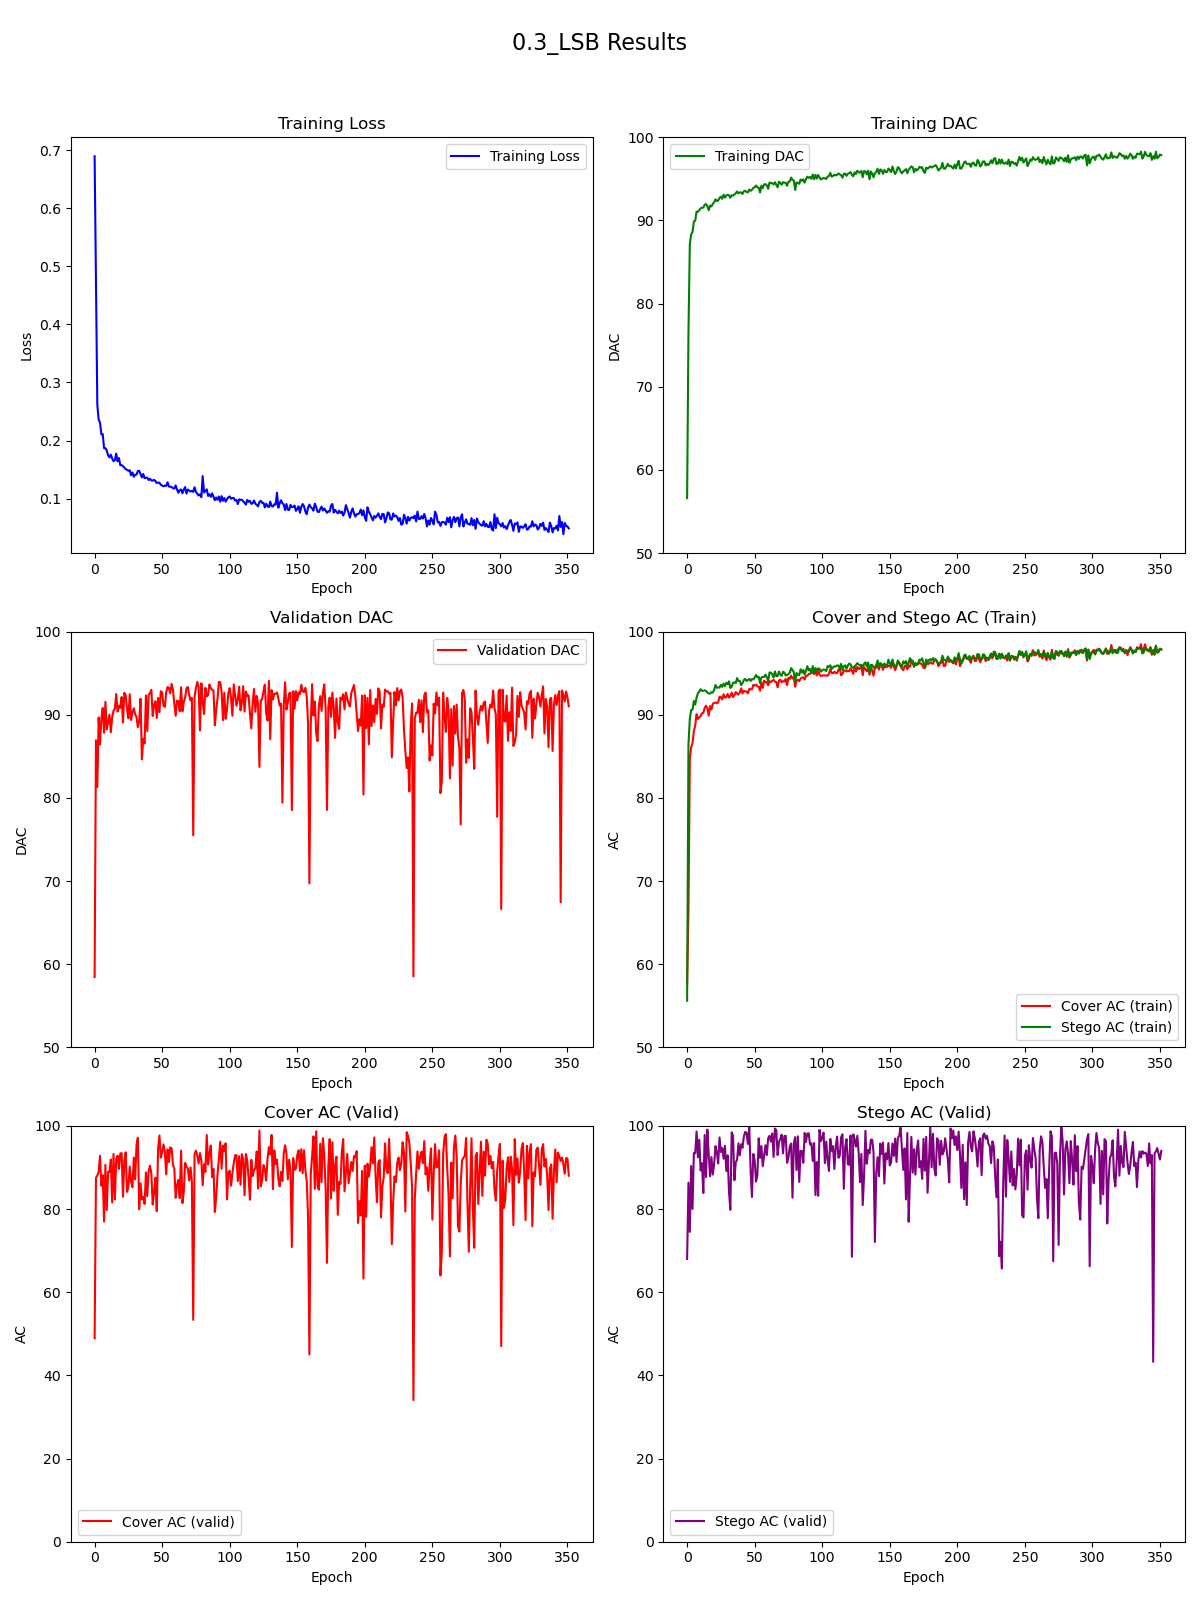 0.3_LSB Results
Training Loss
0.7
0.6
0.5
0.4
0.3
0.2
0.1
Loss
Training Loss
0 50 100 150 200 250 300 350
Epoch
Training DAC
100
90
80
70
60
50
DAC
Training DAC
0 50 100 150 200 250 300 350
Epoch
Validation DAC
100
90
80
70
60
50
DAC
Validation DAC
0 50 100 150 200 250 300 350
Epoch
Cover and Stego AC (Train)
100
90
80
70
60
50
AC
Cover AC (train)
Stego AC (train)
0 50 100 150 200 250 300 350
Epoch
Cover AC (Valid)
100
80
60
40
20
0
AC
Cover AC (valid)
0 50 100 150 200 250 300 350
Epoch
Stego AC (Valid)
100
80
60
40
20
0
AC
Stego AC (valid)
0 50 100 150 200 250 300 350
Epoch